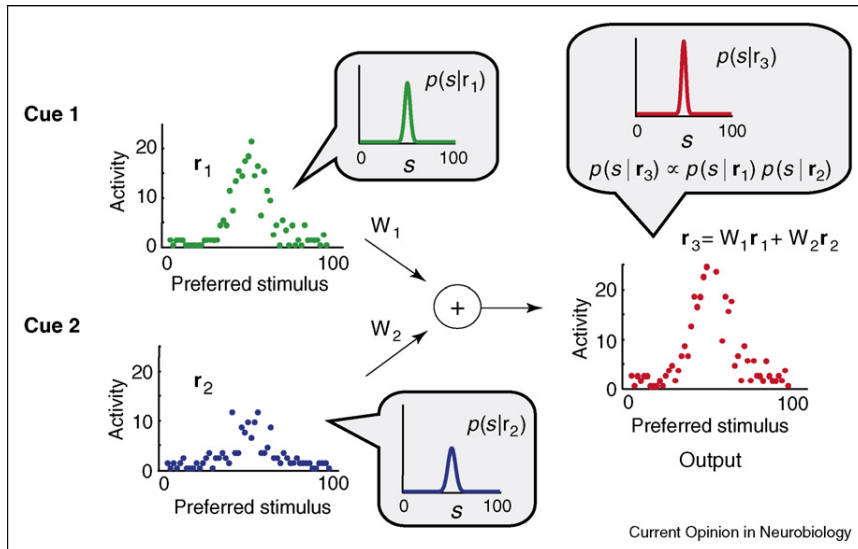 Cue 1
r1
Activity
20
10
0
100
Preferred stimulus
p(s|r1)
0
s
100
W1
Cue 2
r2
Activity
20
10
0
0
100
Preferred stimulus
p(s|r2)
0
s
100
W2
+
p(s|r3)
0
s
100
p(s | r3) ∝ p(s | r1) p(s | r2)
r3= W1r1+ W2r2
Activity
20
10
0
0
100
Preferred stimulus
Output
Current Opinion in Neurobiology